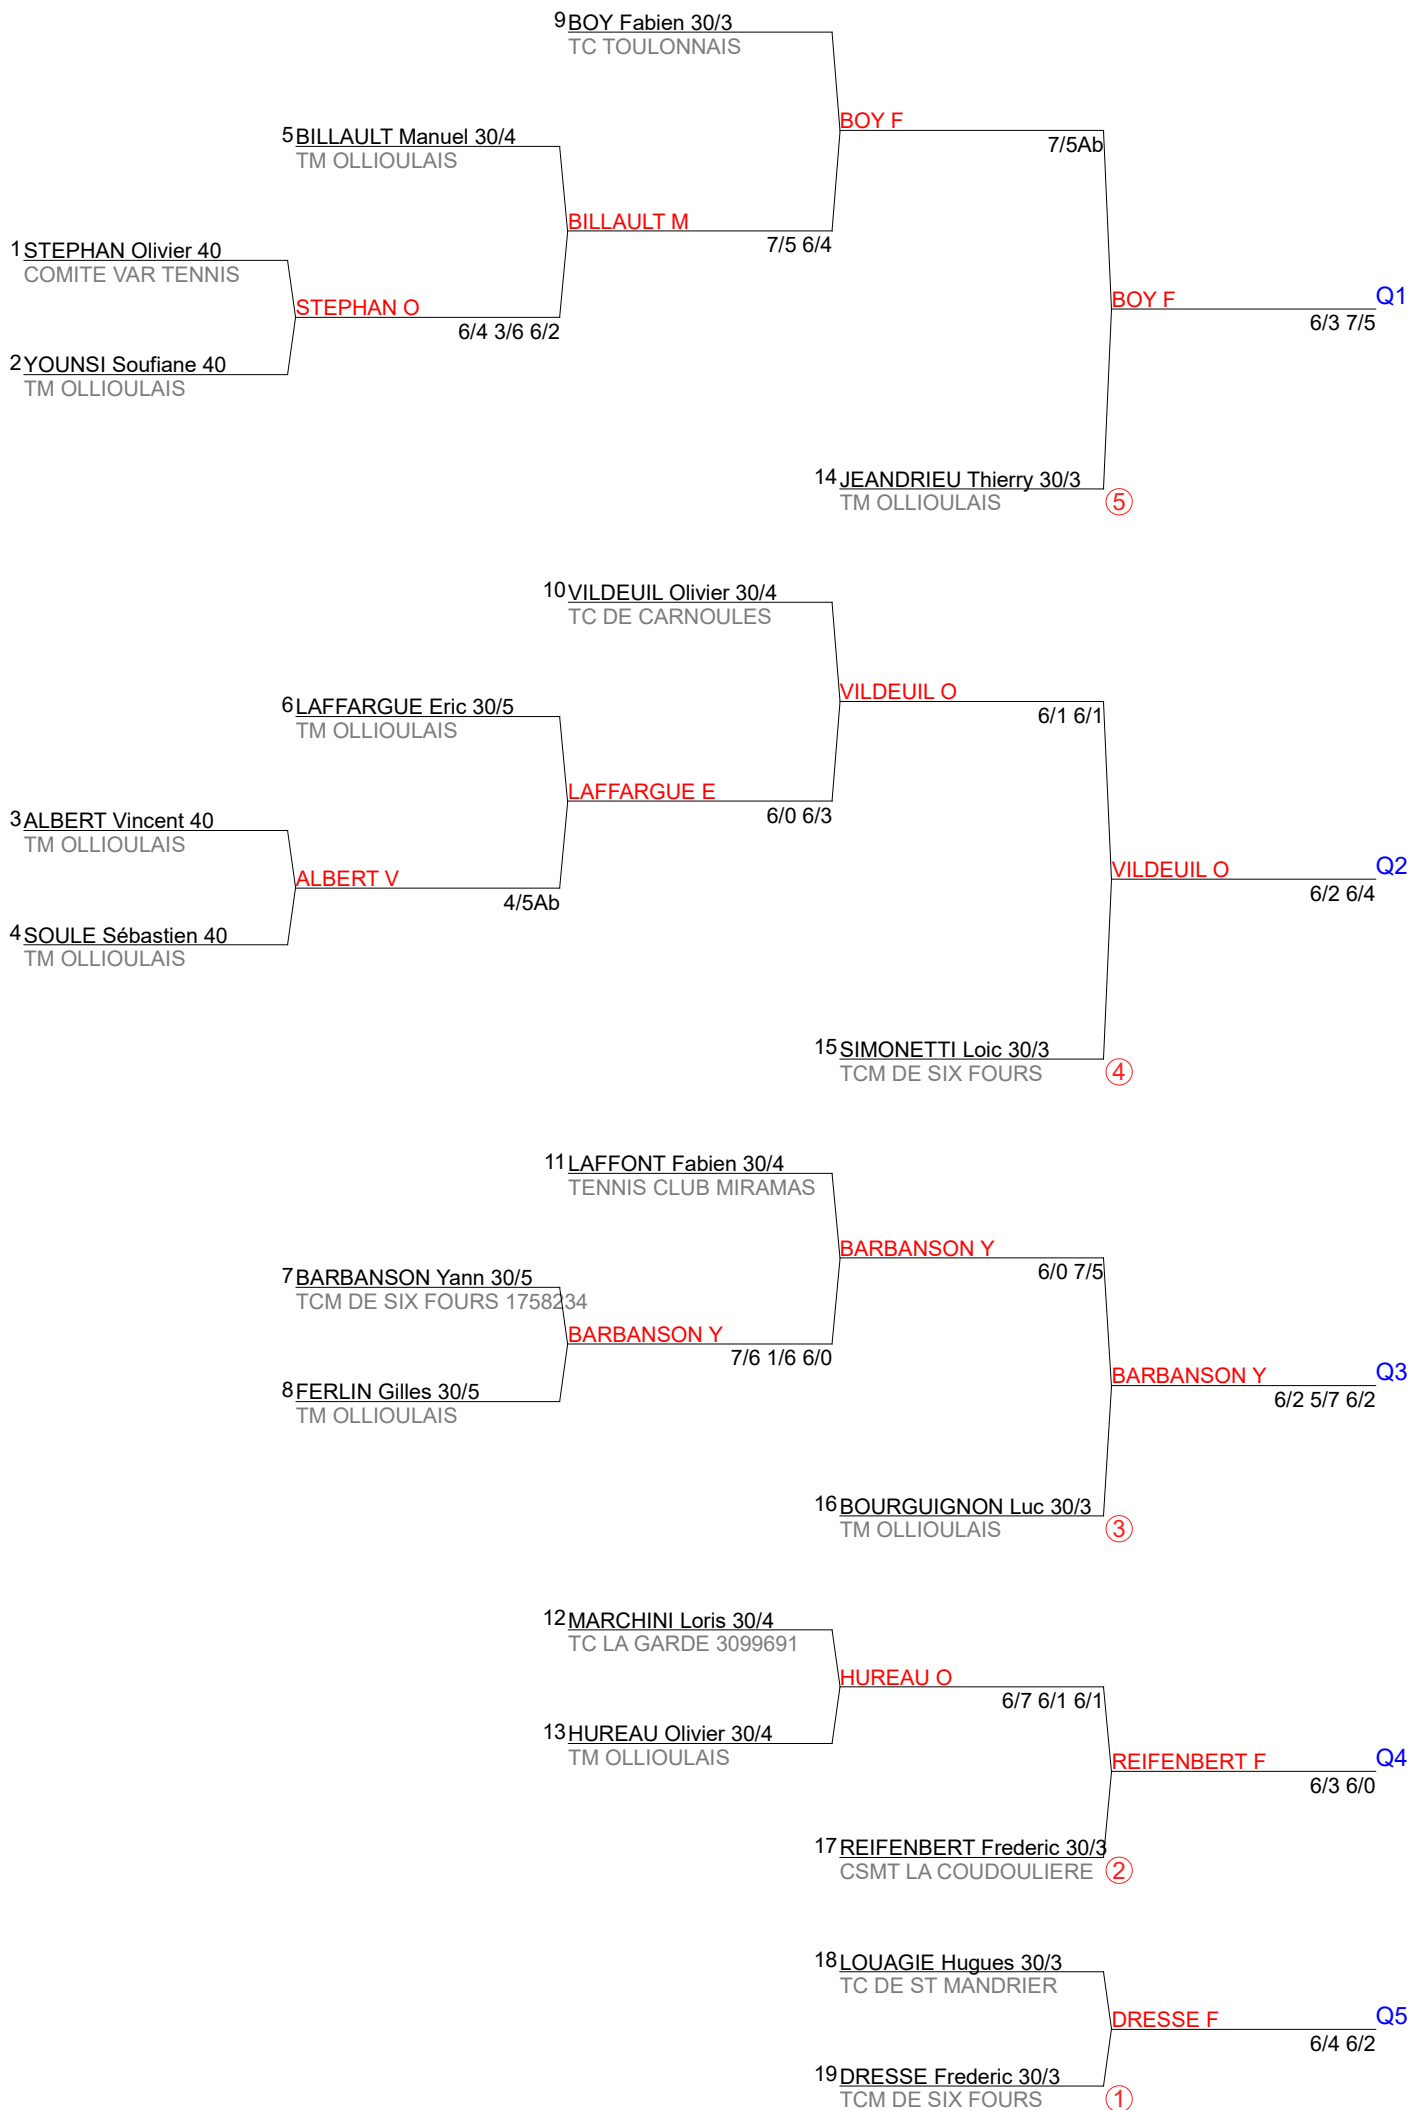 9 BOY Fabien 30/3
TC TOULONNAIS
BOY F
7/5Ab
5 BILLAULT Manuel 30/4
TM OLLIOULAIS
BILLAULT M
7/5 6/4
1 STEPHAN Olivier 40
COMITE VAR TENNIS
STEPHAN O
6/4 3/6 6/2
2 YOUNSI Soufiane 40
TM OLLIOULAIS
BOY F
Q1
6/3 7/5
14 JEANDRIEU Thierry 30/3
TM OLLIOULAIS
5
10 VILDEUIL Olivier 30/4
TC DE CARNOULES
VILDEUIL O
6/1 6/1
6 LAFFARGUE Eric 30/5
TM OLLIOULAIS
LAFFARGUE E
6/0 6/3
3 ALBERT Vincent 40
TM OLLIOULAIS
ALBERT V
4/5Ab
4 SOULE Sébastien 40
TM OLLIOULAIS
VILDEUIL O
Q2
6/2 6/4
15 SIMONETTI Loic 30/3
TCM DE SIX FOURS
4
11 LAFFONT Fabien 30/4
TENNIS CLUB MIRAMAS
BARBANSON Y
6/0 7/5
7 BARBANSON Yann 30/5
TCM DE SIX FOURS 1758234
BARBANSON Y
7/6 1/6 6/0
8 FERLIN Gilles 30/5
TM OLLIOULAIS
BARBANSON Y
Q3
6/2 5/7 6/2
16 BOURGUIGNON Luc 30/3
TM OLLIOULAIS
3
12 MARCHINI Loris 30/4
TC LA GARDE 3099691
HUREAU O
6/7 6/1 6/1
13 HUREAU Olivier 30/4
TM OLLIOULAIS
REIFENBERT F
Q4
6/3 6/0
17 REIFENBERT Frederic 30/3
CSMT LA COUDOULIERE
2
18 LOUAGIE Hugues 30/3
TC DE ST MANDRIER
DRESSE F
Q5
6/4 6/2
19 DRESSE Frederic 30/3
TCM DE SIX FOURS
1